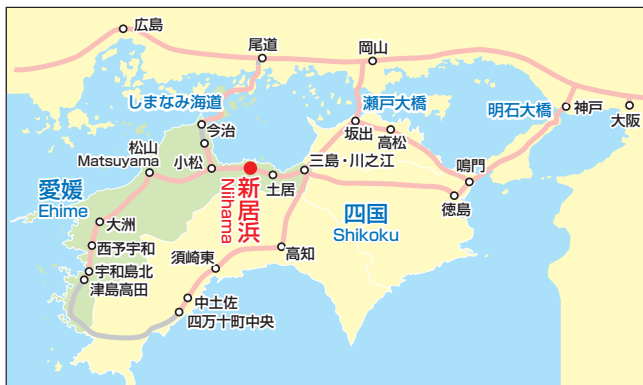 広島
尾道
岡山
しまなみ海道
瀬戸大橋
明石大橋
神戸
大阪
今治
坂出
高松
松山
Matsuyama
小松
三島・川之江
鳴門
新居浜
Niihama
土居
徳島
愛媛
Ehime
四国
Shikoku
大洲
西予宇和
須崎東
高知
宇和島北
津島高田
中土佐
四万十町中央